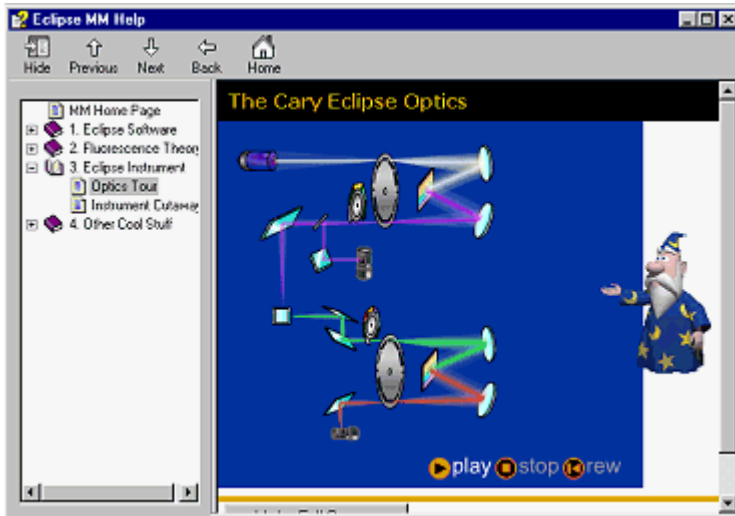 Eclipse MM Help
Hide Previous Next Back Home
MM Home Page
1. Eclipse Software
2. Fluorescence Theory
3. Eclipse Instrument
Optics Tour
Instrument Cutaway
4. Other Cool Stuff
The Cary Eclipse Optics
play stop rew